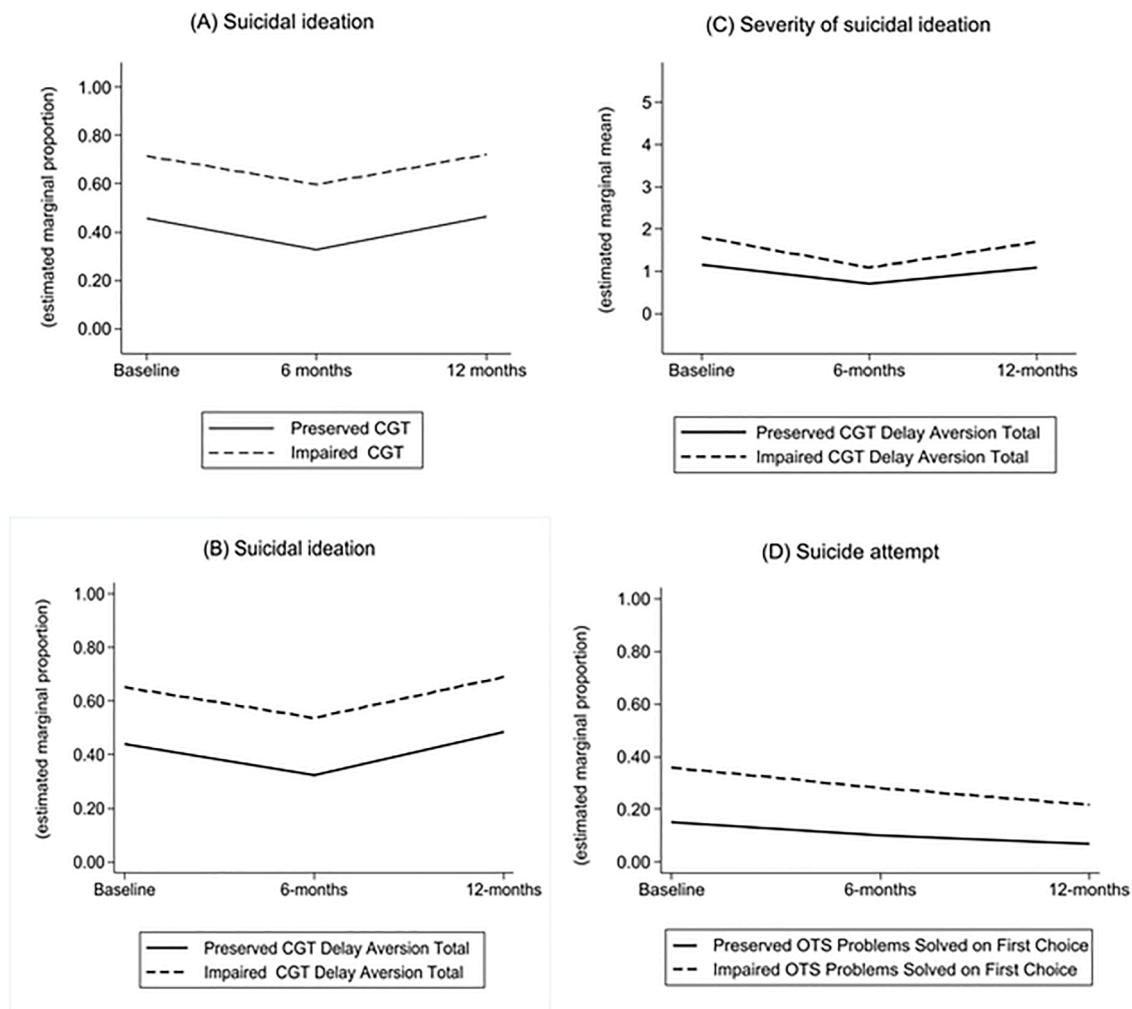 (A) Suicidal ideation
(estimated marginal proportion)
1.00
0.80
0.60
0.40
0.20
0.00
Baseline
6 months
12 months
Preserved CGT
Impaired CGT
(C) Severity of suicidal ideation
(estimated marginal mean)
5
4
3
2
1
0
Baseline
6-months
12-months
Preserved CGT Delay Aversion Total
Impaired CGT Delay Aversion Total
(B) Suicidal ideation
(estimated marginal proportion)
1.00
0.80
0.60
0.40
0.20
0.00
Baseline
6-months
12-months
Preserved CGT Delay Aversion Total
Impaired CGT Delay Aversion Total
(D) Suicide attempt
(estimated marginal proportion)
1.00
0.80
0.60
0.40
0.20
0.00
Baseline
6-months
12-months
Preserved OTS Problems Solved on First Choice
Impaired OTS Problems Solved on First Choice